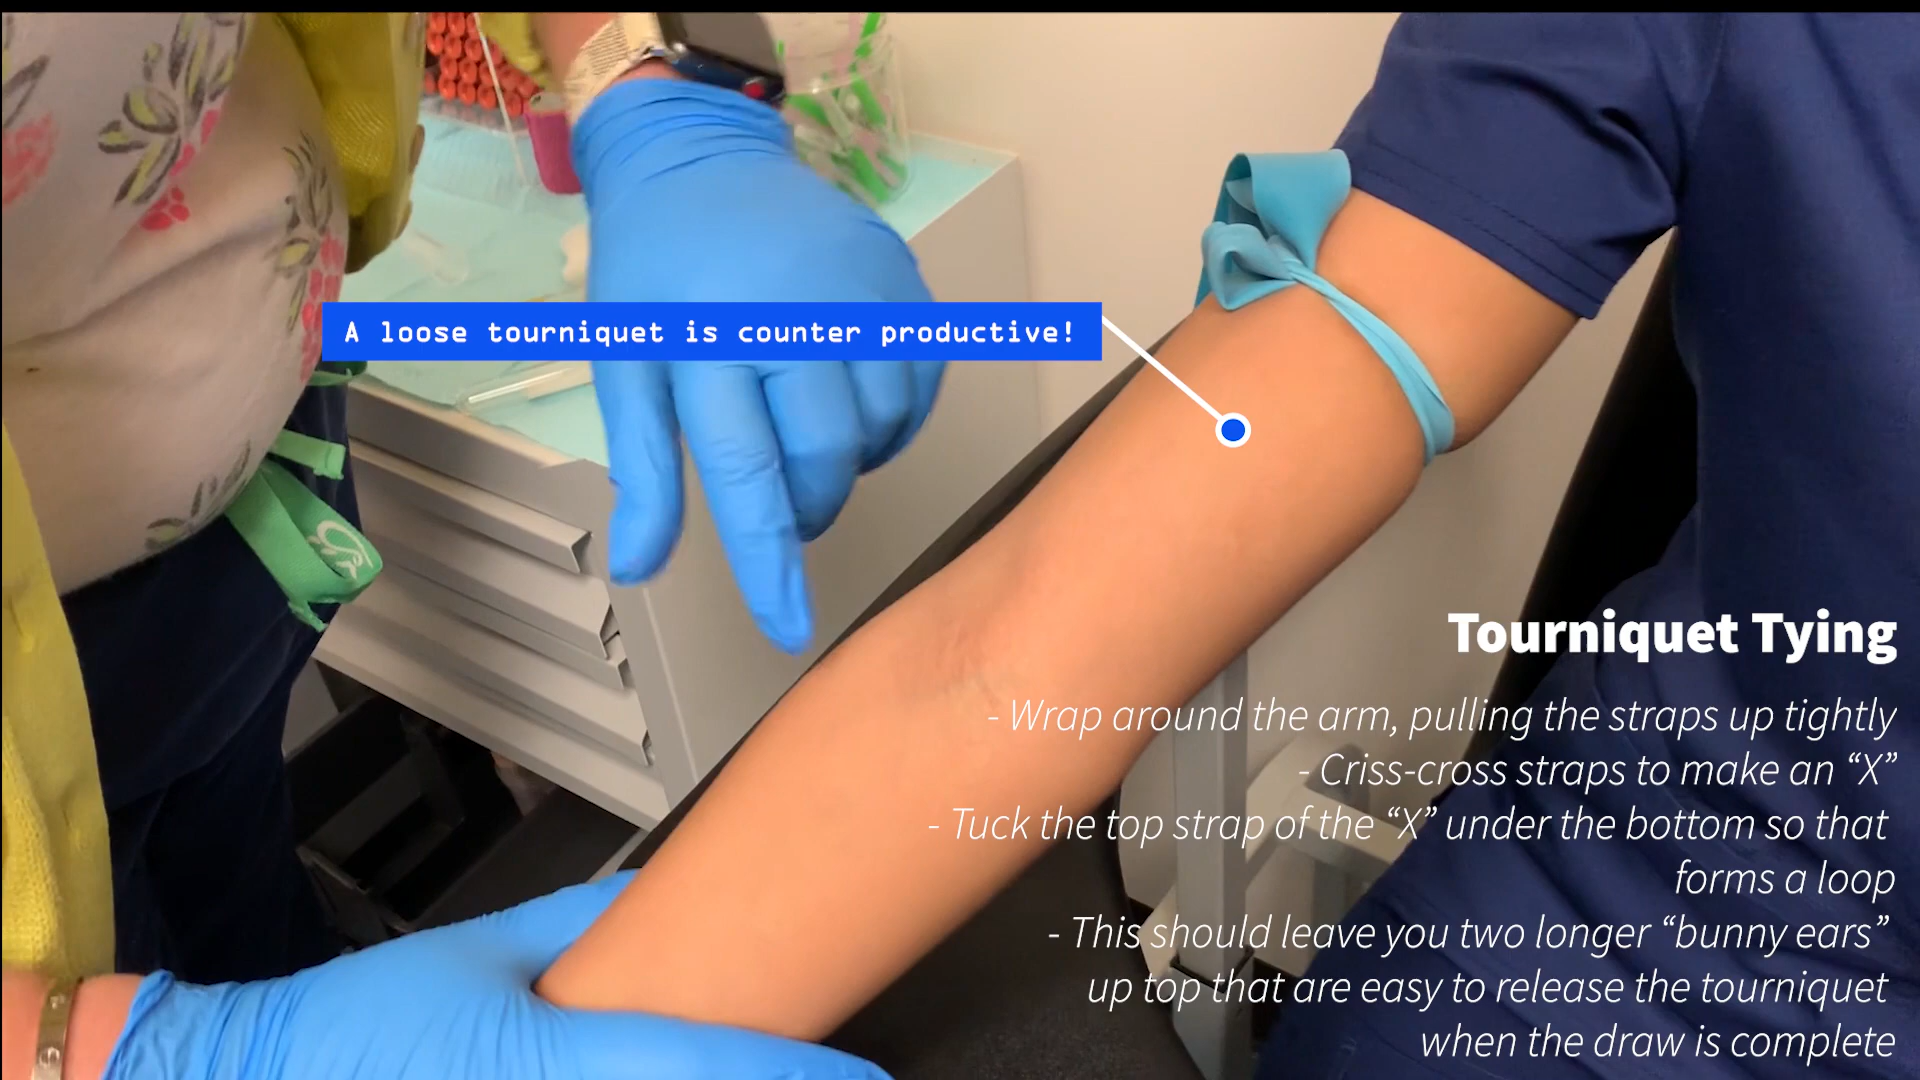 A loose tourniquet is counter productive!
Tourniquet Tying
- Wrap around the arm, pulling the straps up tightly
- Criss-cross straps to make an “X”
- Tuck the top strap of the “X” under the bottom so that
forms a loop
- This should leave you two longer “bunny ears”
up top that are easy to release the tourniquet
when the draw is complete